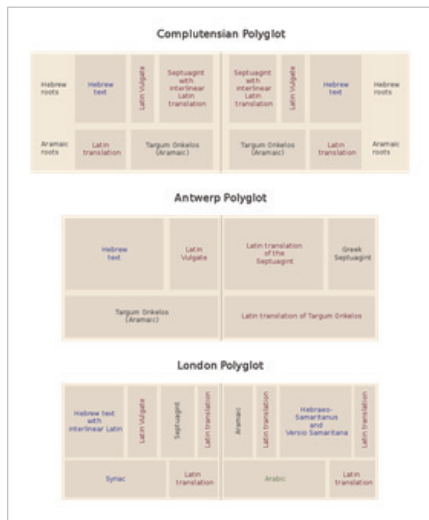 Complutensian Polyglot
Hebrew
roots
Hebrew
text
Latin Vulgate
Septuagint
with
interlinear
Latin
translation
Septuagint
with
interlinear
Latin
translation
Latin Vulgate
Hebrew
text
Hebrew
roots
Aramaic
roots
Latin
translation
Targum Onkelos
(Aramaic)
Targum Onkelos
(Aramaic)
Latin
translation
Aramaic
roots
Antwerp Polyglot
Hebrew
text
Latin
Vulgate
Latin translation
of the
Septuagint
Greek
Septuagint
Targum Onkelos
(Aramaic)
Latin translation of Targum Onkelos
London Polyglot
Hebrew text
with
interlinear Latin
Latin Vulgate
Septuagint
Latin translation
Aramaic
Latin translation
Hebraeo-
Samaritanus
and
Versio Samaritana
Latin translation
Syriac
Latin
translation
Arabic
Latin
translation